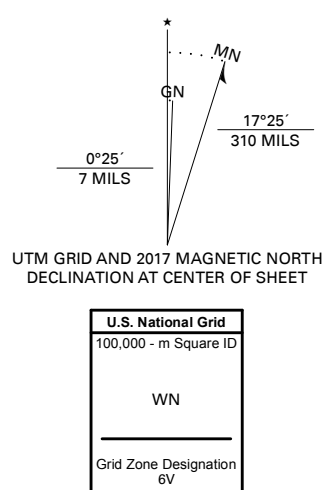 ★
MN
GN
17°25´
310 MILS
0°25´
7 MILS
UTM GRID AND 2017 MAGNETIC NORTH
DECLINATION AT CENTER OF SHEET
U.S. National Grid
100,000 - m Square ID
WN
Grid Zone Designation
6V